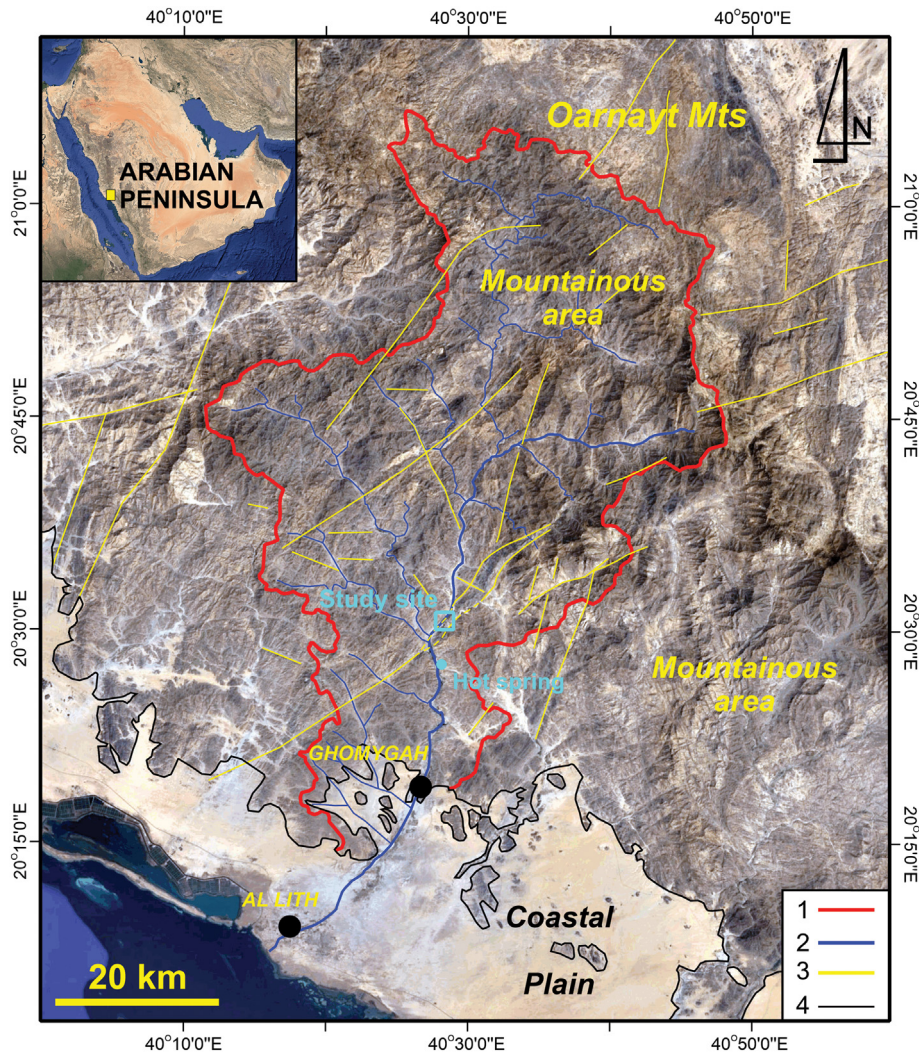 40°10'0"E
40°30'0"E
40°50'0"E
ARABIAN
PENINSULA
Oarnayt Mts
N
21°0'0"E
21°0'0"E
Mountainous
area
20°45'0"E
20°45'0"E
Study site
20°30'0"E
20°30'0"E
Hot spring
Mountainous
area
GHOMYGAH
20°15'0"E
20°15'0"E
AL LITH
Coastal
Plain
20 km
1
2
3
4
40°10'0"E
40°30'0"E
40°50'0"E